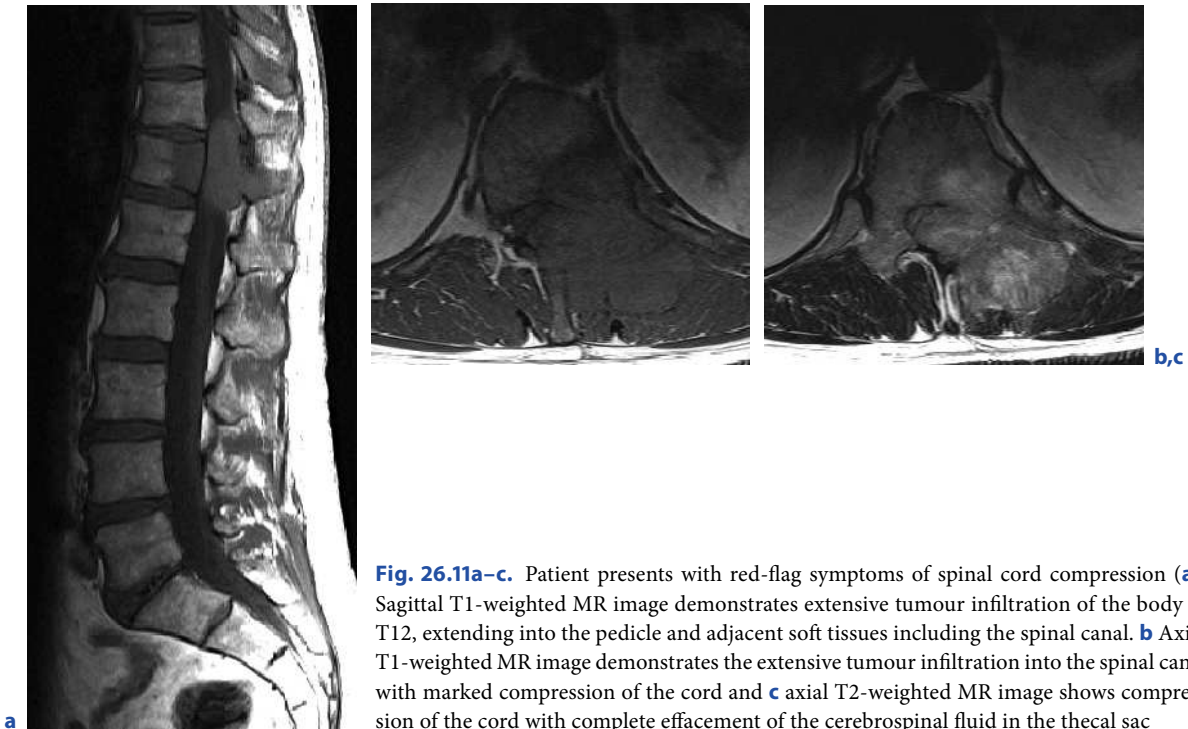 b,c
Fig. 26.11a–c. Patient presents with red-flag symptoms of spinal cord compression (a
Sagittal T1-weighted MR image demonstrates extensive tumour infiltration of the body
T12, extending into the pedicle and adjacent soft tissues including the spinal canal. b Axi
T1-weighted MR image demonstrates the extensive tumour infiltration into the spinal can
with marked compression of the cord and c axial T2-weighted MR image shows compre
sion of the cord with complete effacement of the cerebrospinal fluid in the thecal sac
a